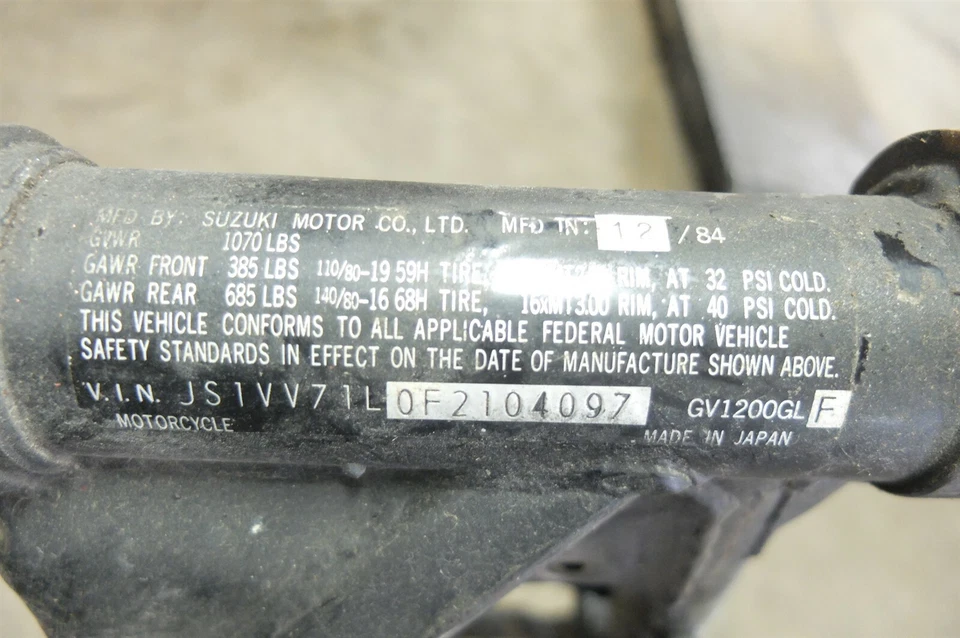 MFD BY: SUZUKI MOTOR CO., LTD. MFD IN: 12 / 84
GVWR 1070 LBS
GAWR FRONT 385 LBS 110/80-19 59H TIRE, RIM, AT 32 PSI COLD.
GAWR REAR 685 LBS 140/80-16 68H TIRE, 16xMT3.00 RIM, AT 40 PSI COLD.
THIS VEHICLE CONFORMS TO ALL APPLICABLE FEDERAL MOTOR VEHICLE
SAFETY STANDARDS IN EFFECT ON THE DATE OF MANUFACTURE SHOWN ABOVE.
V.I.N. JS1VV71L0F2104097 GV1200GL F
MOTORCYCLE MADE IN JAPAN